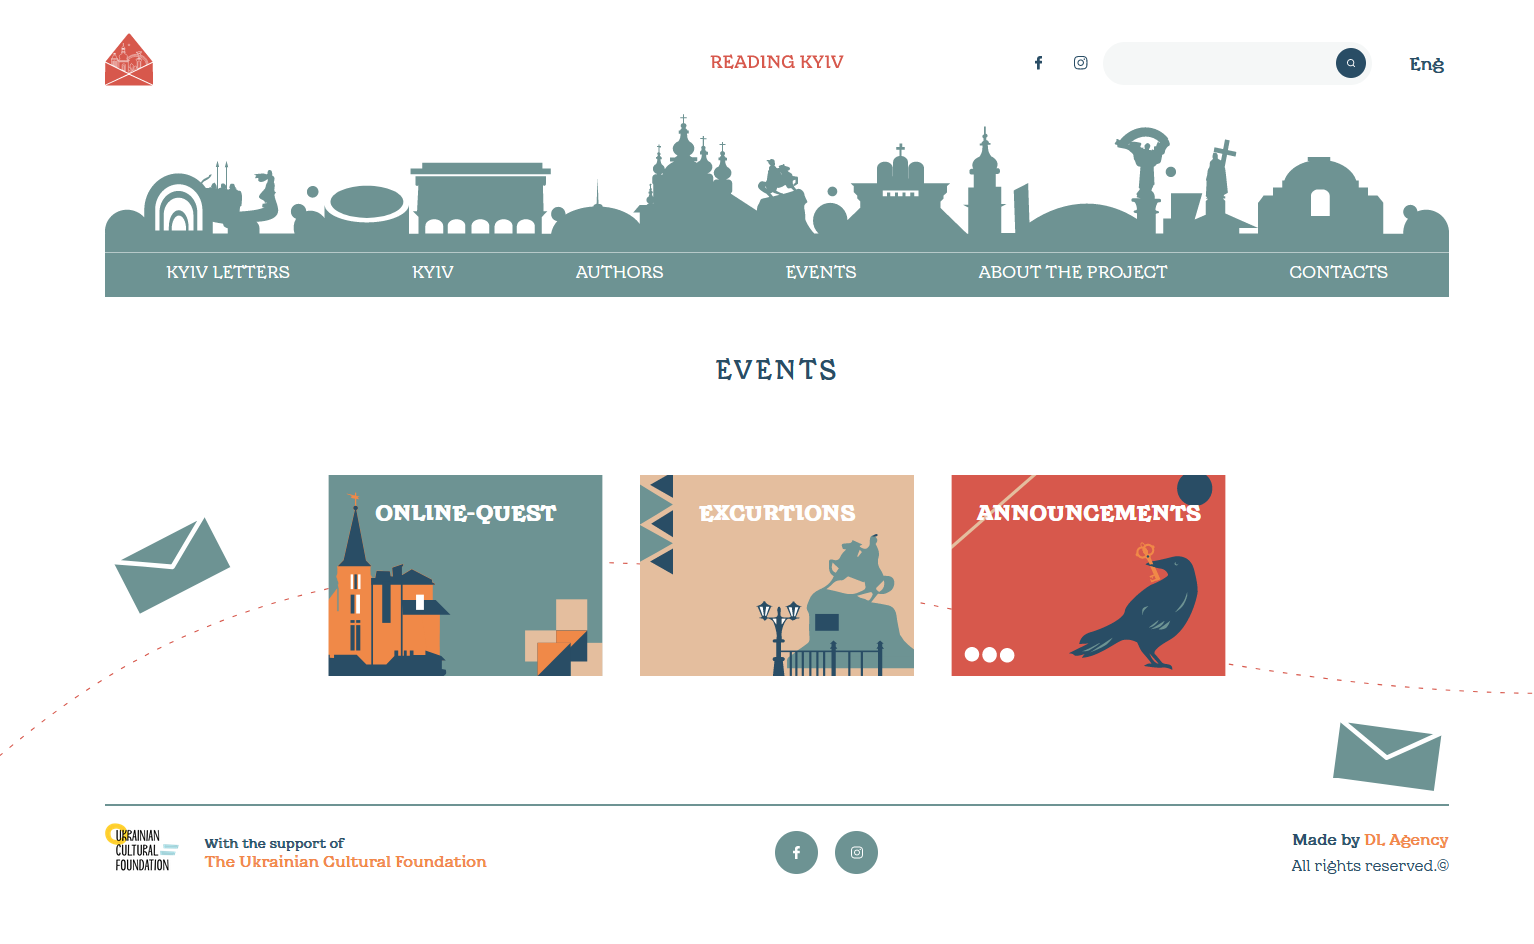 READING KYIV
Eng
KYIV LETTERS KYIV AUTHORS EVENTS ABOUT THE PROJECT CONTACTS
EVENTS
ONLINE-QUEST
EXCURTIONS
ANNOUNCEMENTS
UKRAINIAN
CULTURAL
FOUNDATION
With the support of
The Ukrainian Cultural Foundation
Made by DL Agency
All rights reserved.©